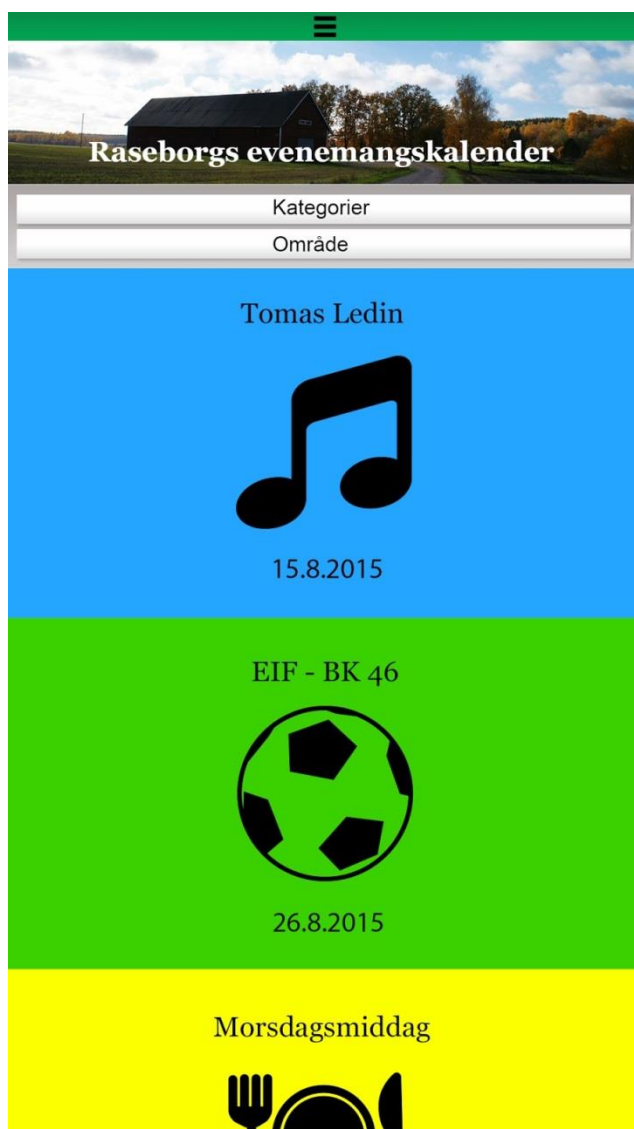 Raseborgs evenemangskalender
Kategorier
Område
Tomas Ledin
15.8.2015
EIF - BK 46
26.8.2015
Morsdagsmiddag